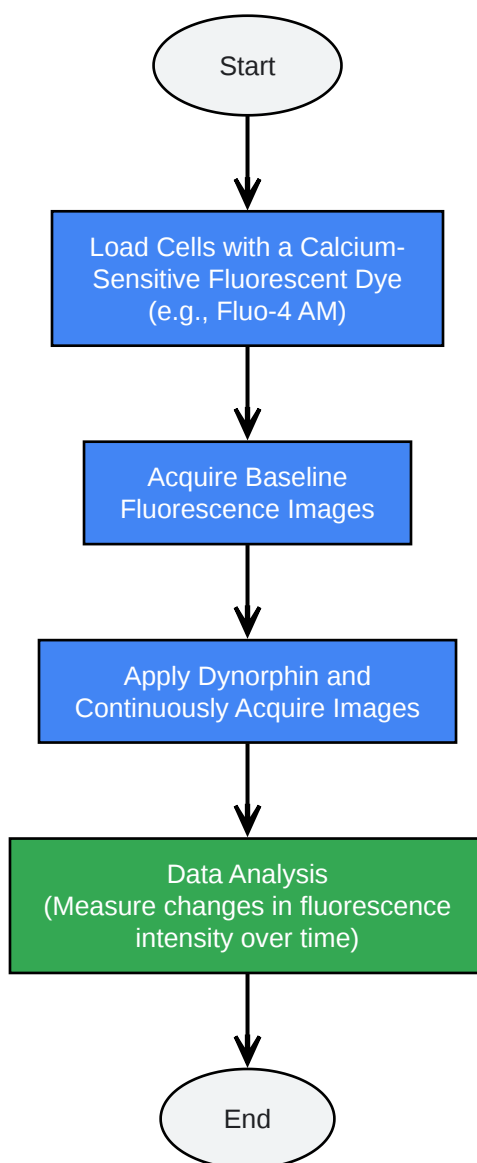 Start
Load Cells with a Calcium-
Sensitive Fluorescent Dye
(e.g., Fluo-4 AM)
Acquire Baseline
Fluorescence Images
Apply Dynorphin and
Continuously Acquire Images
Data Analysis
(Measure changes in fluorescence
intensity over time)
End